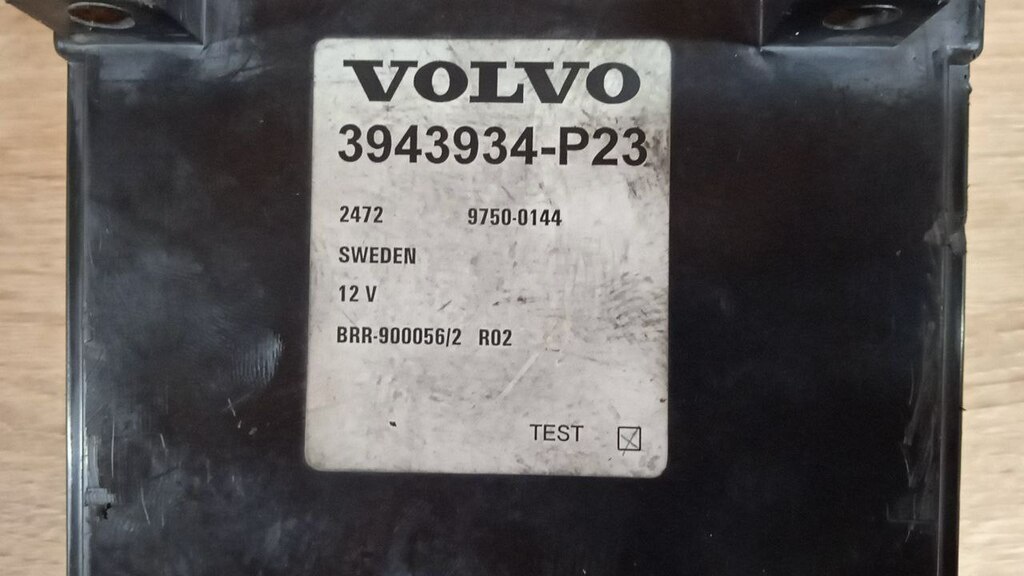 VOLVO
3943934-P23
2472 9750-0144
SWEDEN
12 V
BRR-900056/2 R02
TEST